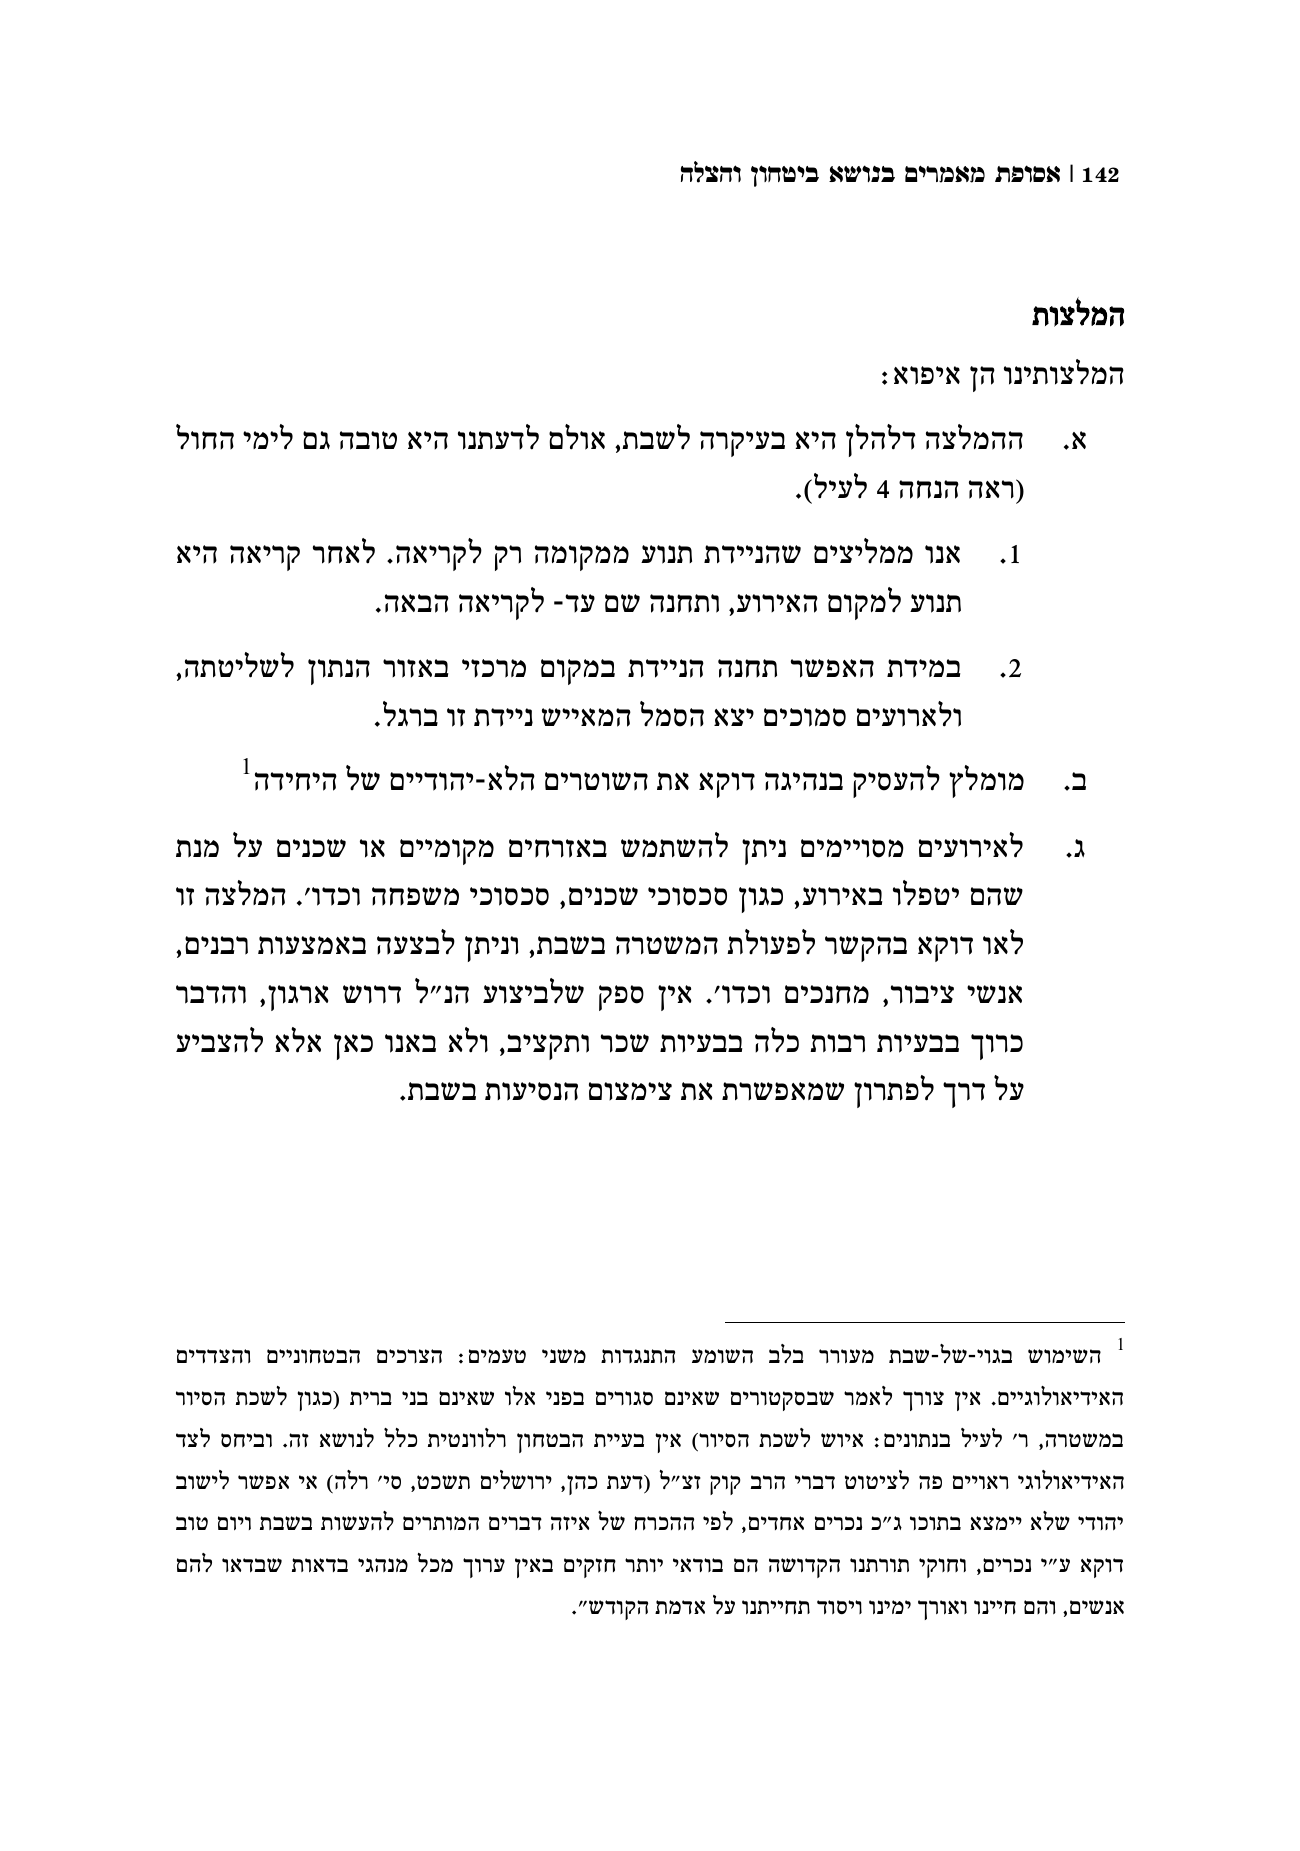 142 | אסופת מאמרים בנושא ביטחון והצלה
המלצות
המלצותינו הן איפוא:
א. ההמלצה דלהלן היא בעיקרה לשבת, אולם לדעתנו היא טובה גם לימי החול
(ראה הנחה 4 לעיל).
1. אנו ממליצים שהניידת תנוע ממקומה רק לקריאה. לאחר קריאה היא
תנוע למקום האירוע, ותחנה שם עד- לקריאה הבאה.
2. במידת האפשר תחנה הניידת במקום מרכזי באזור הנתון לשליטתה,
ולארועים סמוכים יצא הסמל המאייש ניידת זו ברגל.
ב. מומלץ להעסיק בנהיגה דוקא את השוטרים הלא-יהודיים של היחידה1
ג. לאירועים מסויימים ניתן להשתמש באזרחים מקומיים או שכנים על מנת
שהם יטפלו באירוע, כגון סכסוכי שכנים, סכסוכי משפחה וכדו׳. המלצה זו
לאו דוקא בהקשר לפעולת המשטרה בשבת, וניתן לבצעה באמצעות רבנים,
אנשי ציבור, מחנכים וכדו׳. אין ספק שלביצוע הנ״ל דרוש ארגון, והדבר
כרוך בבעיות רבות כלה בבעיות שכר ותקציב, ולא באנו כאן אלא להצביע
על דרך לפתרון שמאפשרת את צימצום הנסיעות בשבת.
1 השימוש בגוי-של-שבת מעורר בלב השומע התנגדות משני טעמים: הצרכים הבטחוניים והצדדים
האידיאולוגיים. אין צורך לאמר שבסקטורים שאינם סגורים בפני אלו שאינם בני ברית (כגון לשכת הסיור
במשטרה, ר׳ לעיל בנתונים: איוש לשכת הסיור) אין בעיית הבטחון רלוונטית כלל לנושא זה. וביחס לצד
האידיאולוגי ראויים פה לציטוט דברי הרב קוק זצ״ל (דעת כהן, ירושלים תשכט, סי׳ רלה) אי אפשר לישוב
יהודי שלא יימצא בתוכו ג״כ נכרים אחדים, לפי ההכרח של איזה דברים המותרים להעשות בשבת ויום טוב
דוקא ע״י נכרים, וחוקי תורתנו הקדושה הם בודאי יותר חזקים באין ערוך מכל מנהגי בדאות שבדאו להם
אנשים, והם חיינו ואורך ימינו ויסוד תחייתנו על אדמת הקודש״.